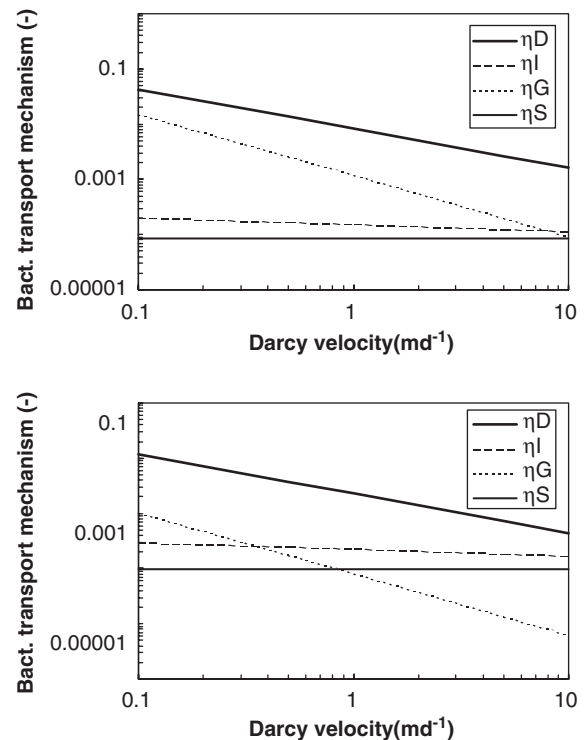 Bact. transport mechanism (-)
0.1
0.001
0.00001
ηD
ηI
ηG
ηS
0.1
1
10
Darcy velocity(md⁻¹)
Bact. transport mechanism (-)
0.1
0.001
0.00001
ηD
ηI
ηG
ηS
0.1
1
10
Darcy velocity(md⁻¹)